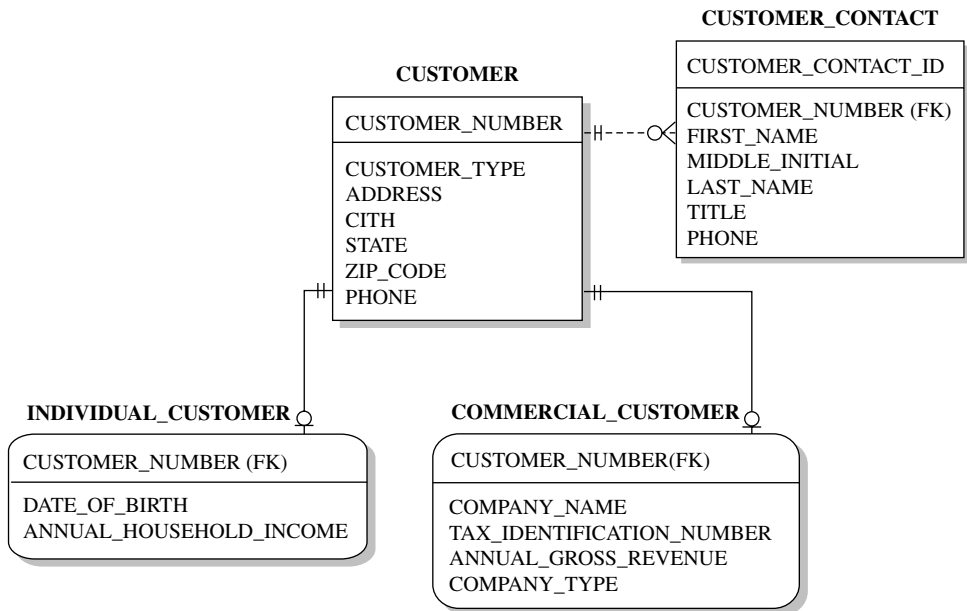 CUSTOMER_CONTACT
CUSTOMER_CONTACT_ID
CUSTOMER_NUMBER (FK)
FIRST_NAME
MIDDLE_INITIAL
LAST_NAME
TITLE
PHONE
CUSTOMER
CUSTOMER_NUMBER
CUSTOMER_TYPE
ADDRESS
CITH
STATE
ZIP_CODE
PHONE
INDIVIDUAL_CUSTOMER
CUSTOMER_NUMBER (FK)
DATE_OF_BIRTH
ANNUAL_HOUSEHOLD_INCOME
COMMERCIAL_CUSTOMER
CUSTOMER_NUMBER(FK)
COMPANY_NAME
TAX_IDENTIFICATION_NUMBER
ANNUAL_GROSS_REVENUE
COMPANY_TYPE